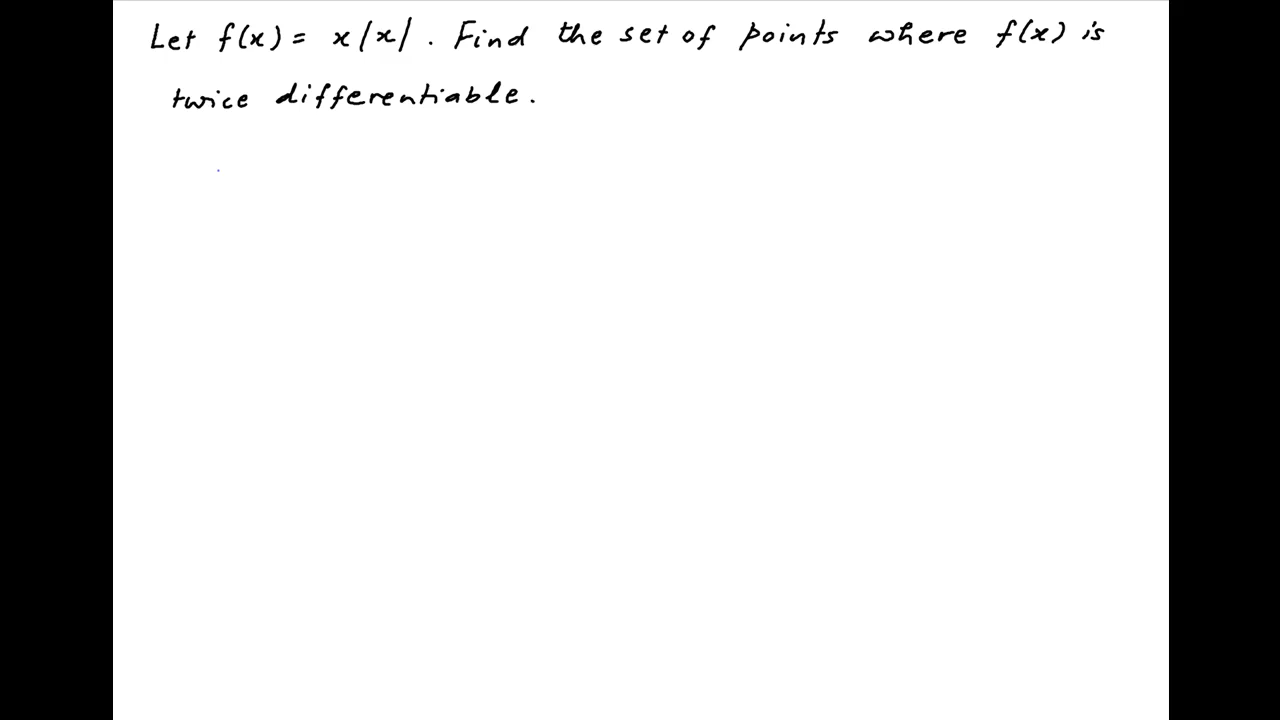 Let f(x) = x|x|. Find the set of points where f(x) is
twice differentiable.